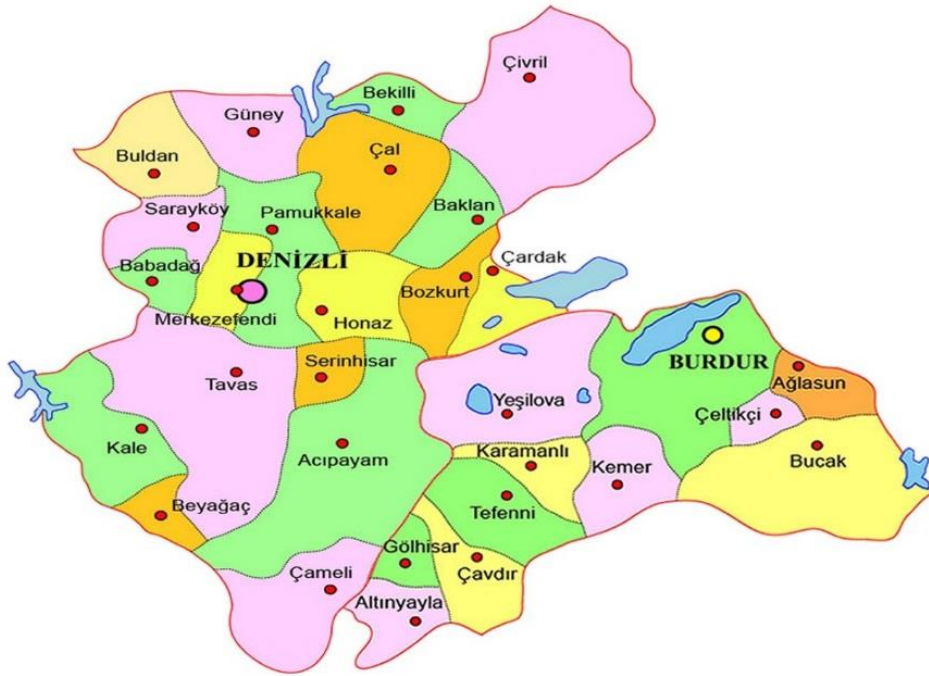 Çivril
Bekilli
Güney
Çal
Buldan
Sarayköy
Pamukkale
Baklan
Babadağ
DENİZLİ
Çardak
Bozkurt
Merkezefendi
Honaz
Serinhisar
BURDUR
Tavas
Ağlasun
Yeşilova
Çeltikçi
Kale
Acıpayam
Karamanlı
Kemer
Bucak
Beyağaç
Tefenni
Gölhisar
Çameli
Çavdır
Altınyayla